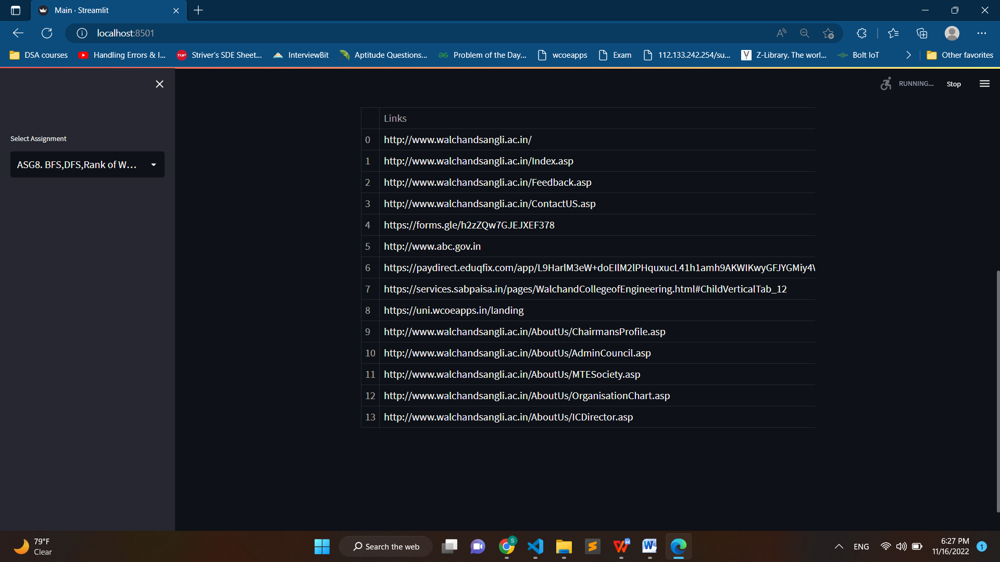 Main · Streamlit
localhost:8501
DSA courses
Handling Errors & I...
TUF
Striver's SDE Sheet...
InterviewBit
Aptitude Questions...
Problem of the Day...
wcoeapps
Exam
112.133.242.254/su...
Z-Library. The worl...
Bolt IoT
Other favorites
RUNNING...
Stop
Select Assignment
ASG8. BFS,DFS,Rank of W...
Links
0 http://www.walchandsangli.ac.in/
1 http://www.walchandsangli.ac.in/Index.asp
2 http://www.walchandsangli.ac.in/Feedback.asp
3 http://www.walchandsangli.ac.in/ContactUS.asp
4 https://forms.gle/h2zZQw7GJEJXEF378
5 http://www.abc.gov.in
6 https://paydirect.eduqfix.com/app/L9HarlM3eW+doEIlM2lPHquxucL41h1amh9AKWIKwyGFJYGMiy4V
7 https://services.sabpaisa.in/pages/WalchandCollegeofEngineering.html#ChildVerticalTab_12
8 https://uni.wcoeapps.in/landing
9 http://www.walchandsangli.ac.in/AboutUs/ChairmansProfile.asp
10 http://www.walchandsangli.ac.in/AboutUs/AdminCouncil.asp
11 http://www.walchandsangli.ac.in/AboutUs/MTESociety.asp
12 http://www.walchandsangli.ac.in/AboutUs/OrganisationChart.asp
13 http://www.walchandsangli.ac.in/AboutUs/ICDirector.asp
79°F
Clear
Search the web
S
ENG
6:27 PM
11/16/2022
1